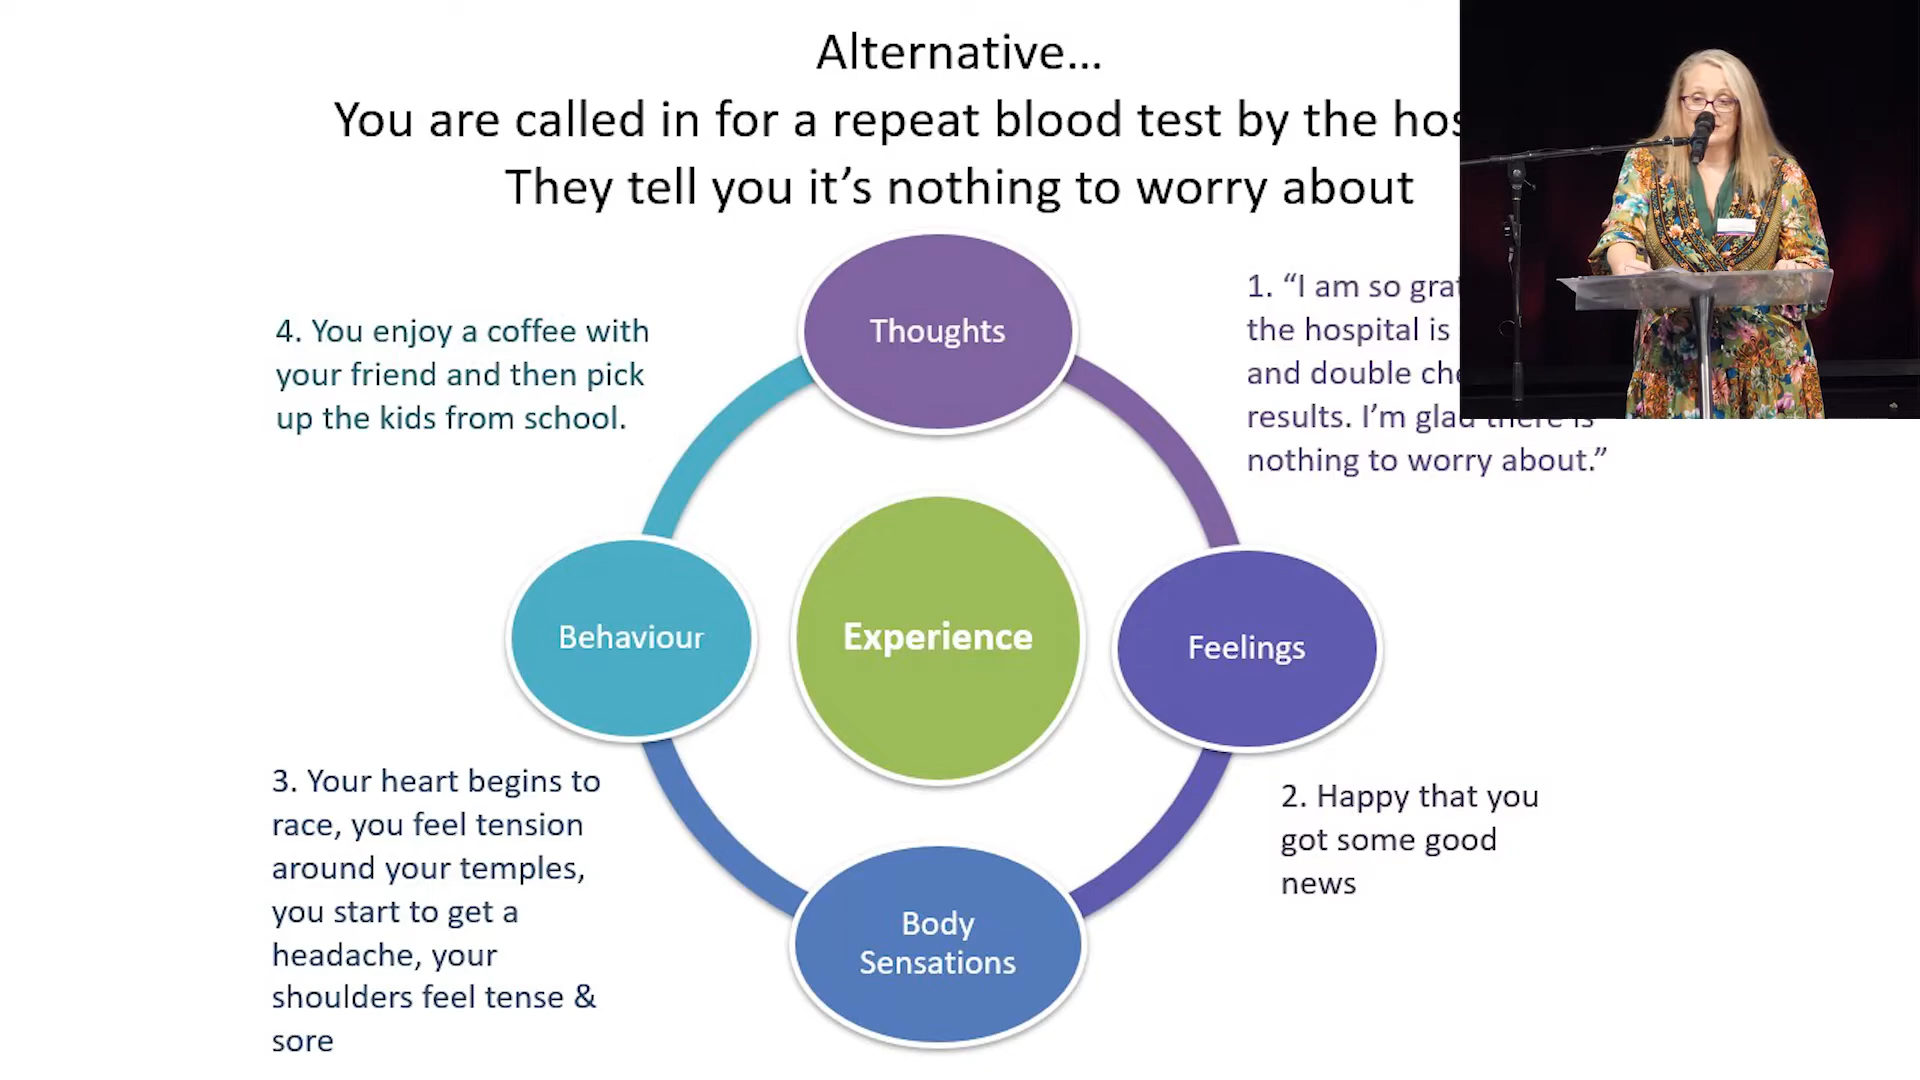 Alternative...
You are called in for a repeat blood test by the
They tell you it's nothing to worry about
Thoughts
1. "I am so
the hospital is
and double
results. I'm glad there is
nothing to worry about."
4. You enjoy a coffee with
your friend and then pick
up the kids from school.
Behaviour
Experience
Feelings
3. Your heart begins to
race, you feel tension
around your temples,
you start to get a
headache, your
shoulders feel tense &
sore
2. Happy that you
got some good
news
Body
Sensations